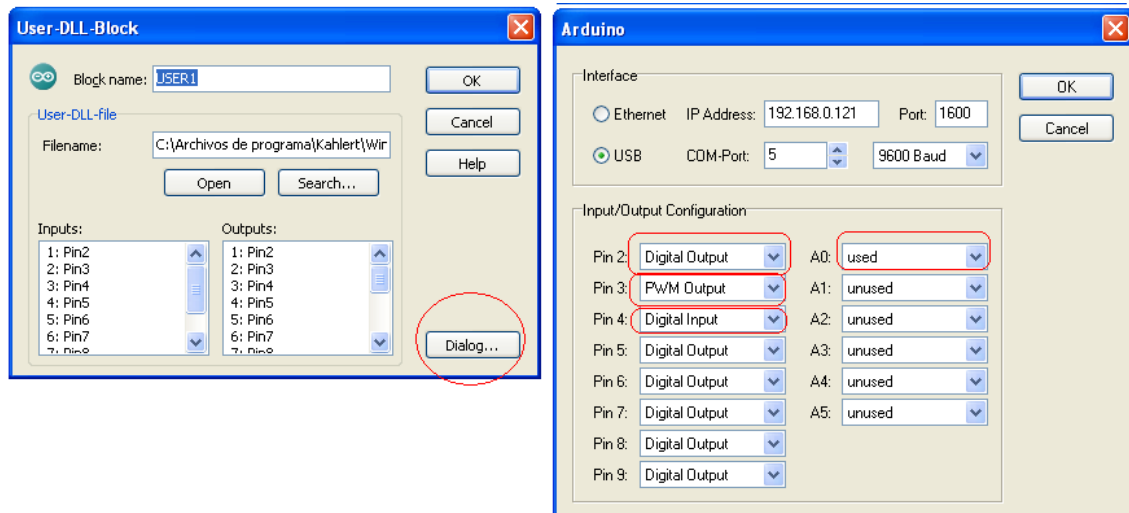 User-DLL-Block
Block name: USER1
OK
User-DLL-file
Cancel
Filename: C:\Archivos de programa\Kahlert\Wir
Help
Open Search...
Inputs: Outputs:
1: Pin2 1: Pin2
2: Pin3 2: Pin3
3: Pin4 3: Pin4
4: Pin5 4: Pin5
5: Pin6 5: Pin6
6: Pin7 6: Pin7
Dialog...
Arduino
Interface
OK
Ethernet IP Address: 192.168.0.121 Port: 1600
Cancel
USB COM-Port: 5 9600 Baud
Input/Output Configuration
Pin 2: Digital Output A0: used
Pin 3: PWM Output A1: unused
Pin 4: Digital Input A2: unused
Pin 5: Digital Output A3: unused
Pin 6: Digital Output A4: unused
Pin 7: Digital Output A5: unused
Pin 8: Digital Output
Pin 9: Digital Output